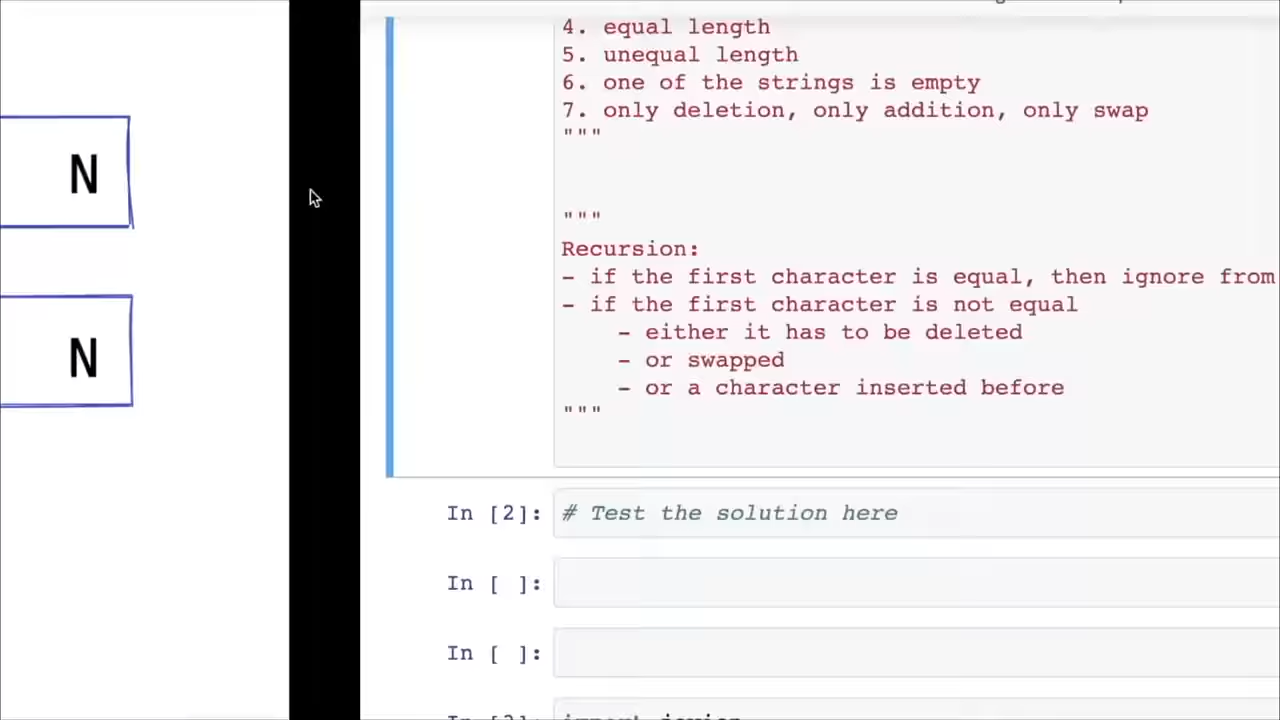 4. equal length
5. unequal length
6. one of the strings is empty
7. only deletion, only addition, only swap
"""
N
"""
Recursion:
- if the first character is equal, then ignore from
- if the first character is not equal
- either it has to be deleted
N
- or swapped
- or a character inserted before
"""
In [2]: # Test the solution here
In [ ]:
In [ ]: